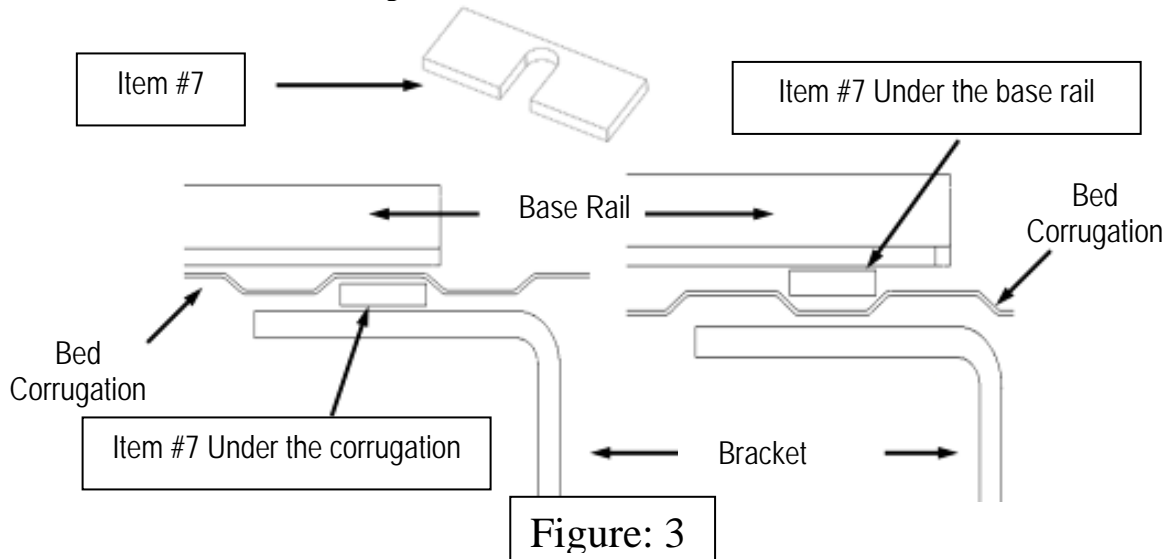 Item #7
Item #7 Under the base rail
Base Rail
Bed
Corrugation
Bed
Corrugation
Item #7 Under the corrugation
Bracket
Figure: 3